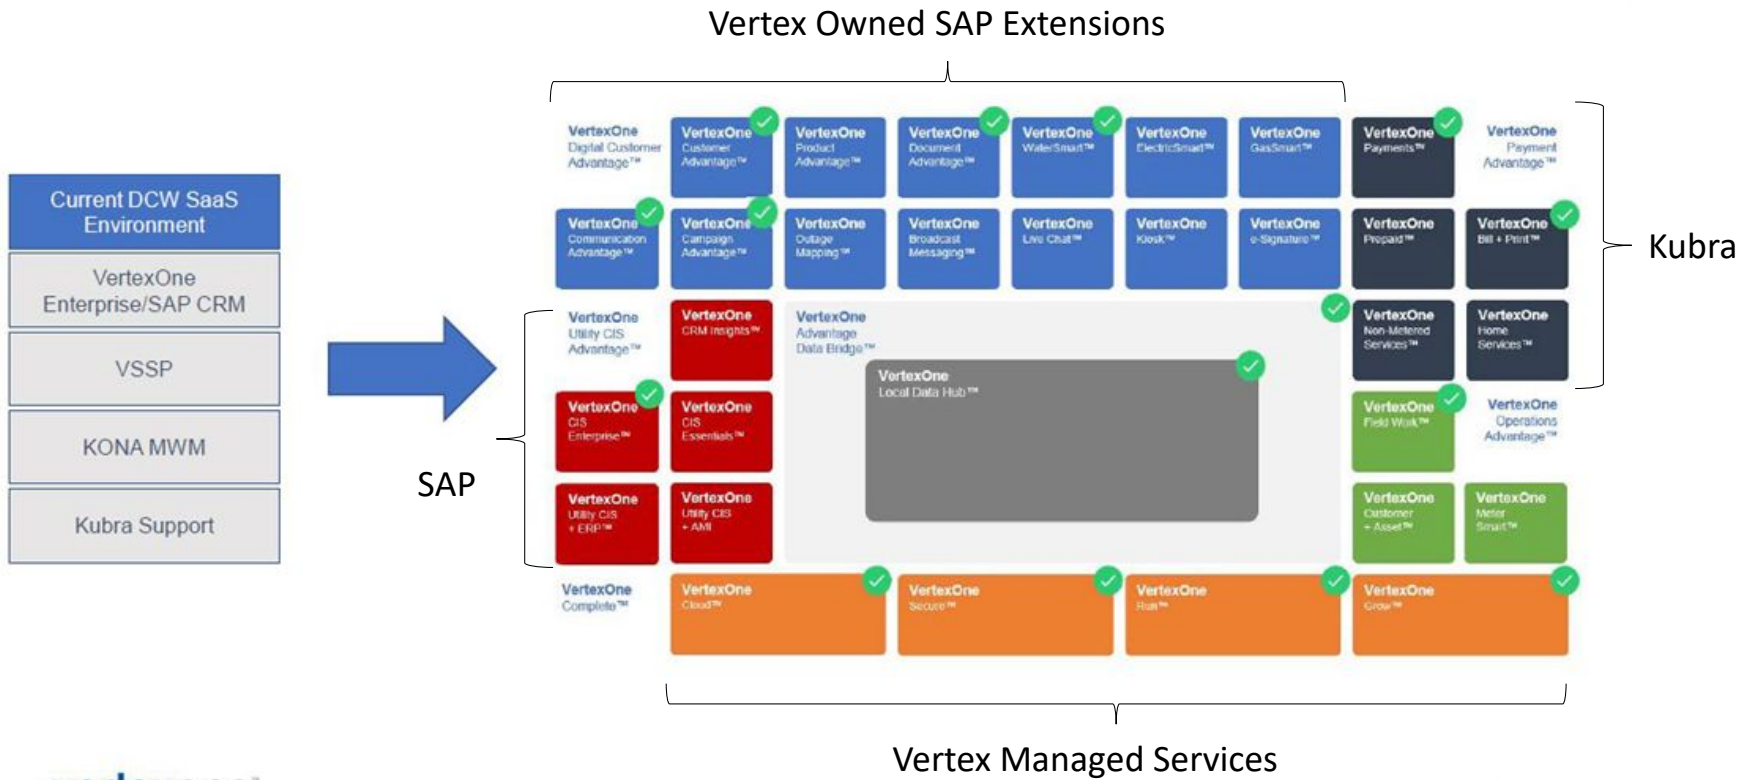 Vertex Owned SAP Extensions
Current DCW SaaS
Environment
VertexOne
Enterprise/SAP CRM
VSSP
KONA MWM
Kubra Support
VertexOne
Digital Customer
Advantage™
VertexOne
Customer
Advantage™
VertexOne
Product
Advantage™
VertexOne
Document
Advantage™
VertexOne
WaterSmart™
VertexOne
ElectricSmart™
VertexOne
GasSmart™
VertexOne
Payments™
VertexOne
Payment
Advantage™
VertexOne
Communication
Advantage™
VertexOne
Campaign
Advantage™
VertexOne
Outage
Mapping™
VertexOne
Broadcast
Messaging™
VertexOne
Live Chat™
VertexOne
Kiosk™
VertexOne
e-Signature™
VertexOne
Prepaid™
VertexOne
Bill + Print™
Kubra
VertexOne
Utility CIS
Advantage™
VertexOne
CRM Insights™
VertexOne
Advantage
Data Bridge™
VertexOne
Local Data Hub™
VertexOne
Non-Metered
Services™
VertexOne
Home
Services™
SAP
VertexOne
CIS
Enterprise™
VertexOne
CIS
Essentials™
VertexOne
Field Work™
VertexOne
Operations
Advantage™
VertexOne
Utility CIS
+ ERP™
VertexOne
Utility CIS
+ AMI
VertexOne
Customer
+ Asset™
VertexOne
Meter
Smart™
VertexOne
Complete™
VertexOne
Cloud™
VertexOne
Secure™
VertexOne
Run™
VertexOne
Grow™
Vertex Managed Services